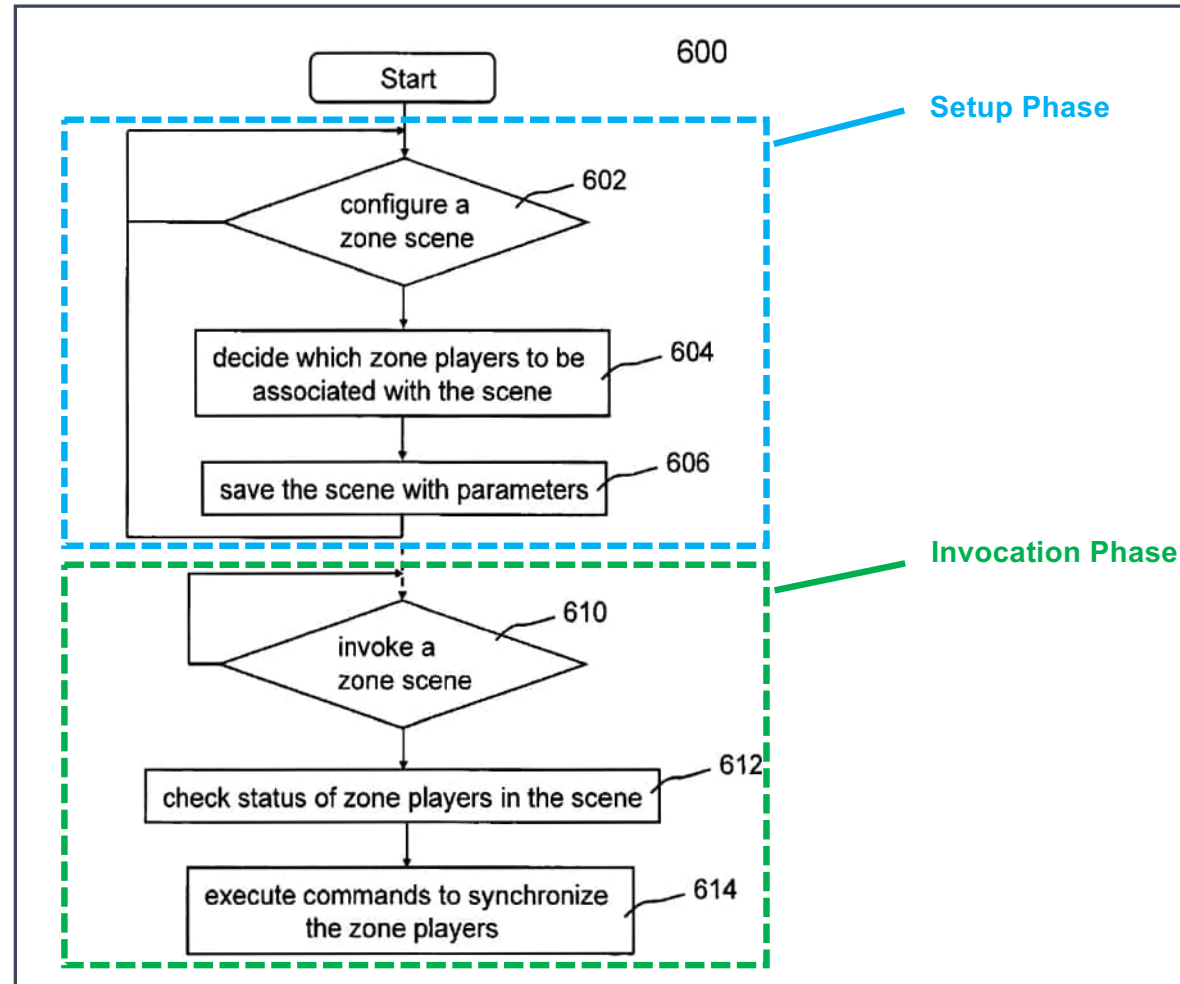 600
Start
Setup Phase
602
configure a
zone scene
decide which zone players to be
associated with the scene
604
save the scene with parameters
606
Invocation Phase
610
invoke a
zone scene
612
check status of zone players in the scene
execute commands to synchronize
the zone players
614